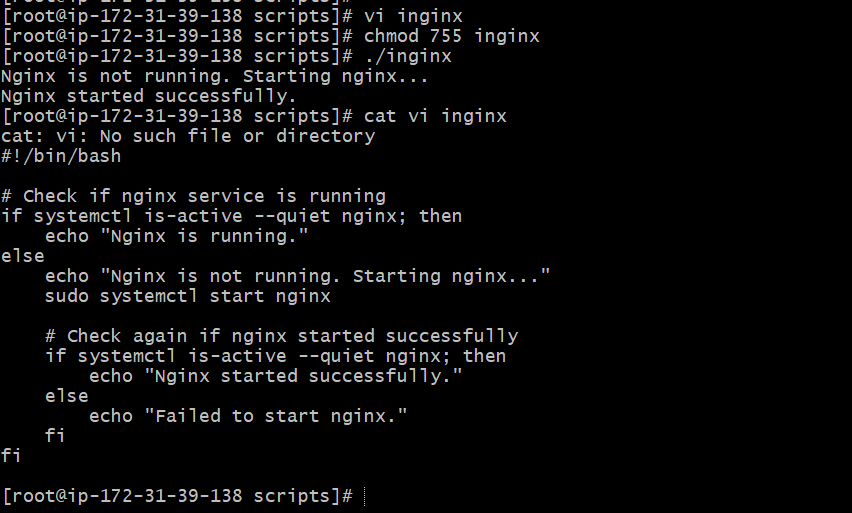 [root@ip-172-31-39-138 scripts]# vi inginx
[root@ip-172-31-39-138 scripts]# chmod 755 inginx
[root@ip-172-31-39-138 scripts]# ./inginx
Nginx is not running. Starting nginx...
Nginx started successfully.
[root@ip-172-31-39-138 scripts]# cat vi inginx
cat: vi: No such file or directory
#!/bin/bash

# Check if nginx service is running
if systemctl is-active --quiet nginx; then
    echo "Nginx is running."
else
    echo "Nginx is not running. Starting nginx..."
    sudo systemctl start nginx

    # Check again if nginx started successfully
    if systemctl is-active --quiet nginx; then
        echo "Nginx started successfully."
    else
        echo "Failed to start nginx."
    fi
fi

[root@ip-172-31-39-138 scripts]#